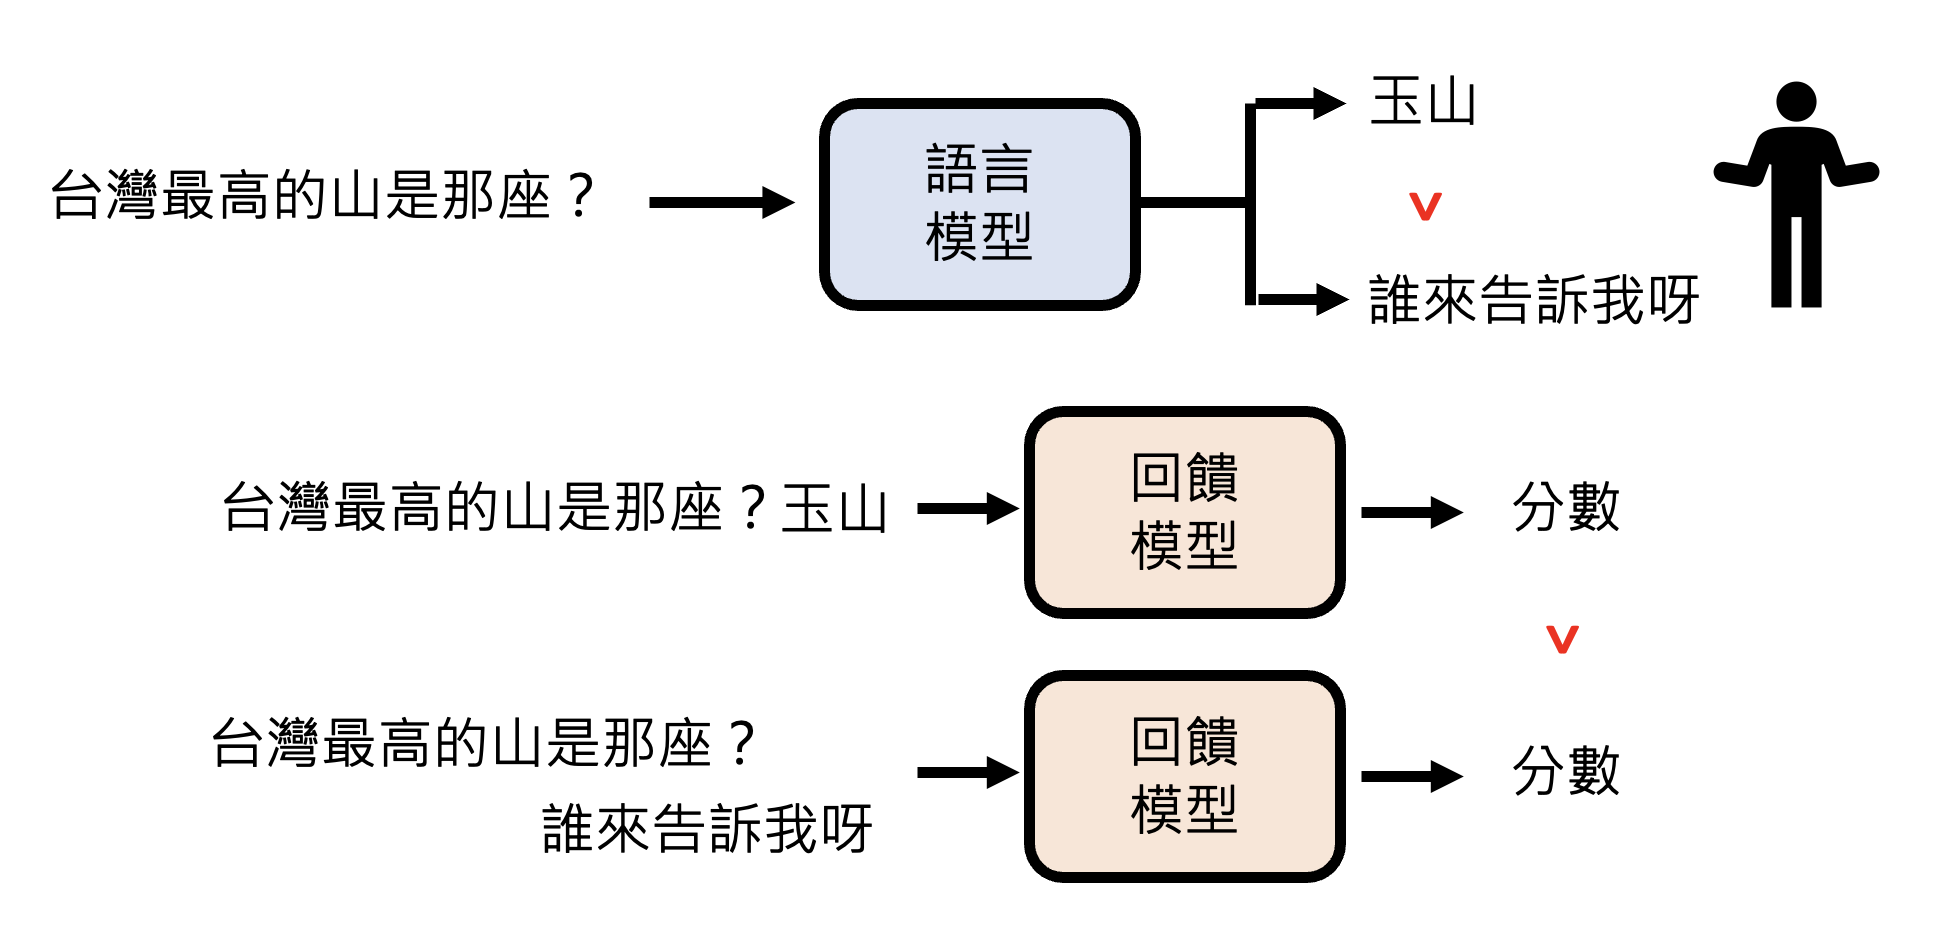 台灣最高的山是那座？
語言
模型
玉山
v
誰來告訴我呀
台灣最高的山是那座？玉山
回饋
模型
分數
v
台灣最高的山是那座？
誰來告訴我呀
回饋
模型
分數